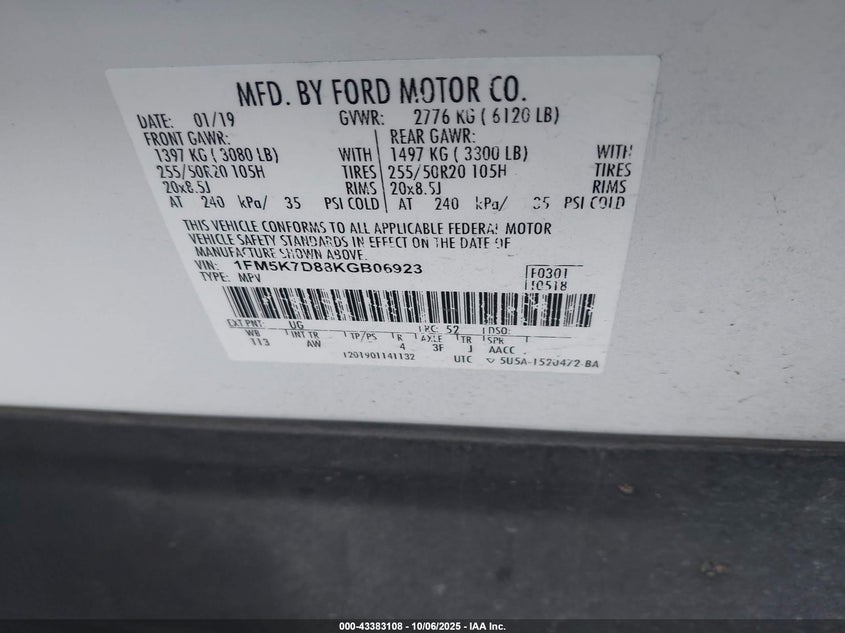 MFD. BY FORD MOTOR CO.
DATE: 01/19 GVWR: 2776 KG ( 6120 LB)
FRONT GAWR: REAR GAWR:
1397 KG ( 3080 LB) WITH 1497 KG ( 3300 LB) WITH
255/50R20 105H TIRES 255/50R20 105H TIRES
20x8.5J RIMS 20x8.5J RIMS
AT 240 kPa/ 35 PSI COLD AT 240 kPa/ 35 PSI COLD
THIS VEHICLE CONFORMS TO ALL APPLICABLE FEDERAL MOTOR
VEHICLE SAFETY STANDARDS IN EFFECT ON THE DATE OF
MANUFACTURE SHOWN ABOVE.
VIN: 1FM5K7D88KGB06923 F0301
TYPE: MPV 10518
EXT PNT: UG RC: 52 DSO:
WB INT TR TP/PS R AXLE TR SPR
113 AW 4 3F J AACC
1201901141132 UTC 5U5A-1520472-BA
000-43383108 - 10/06/2025 - IAA Inc.